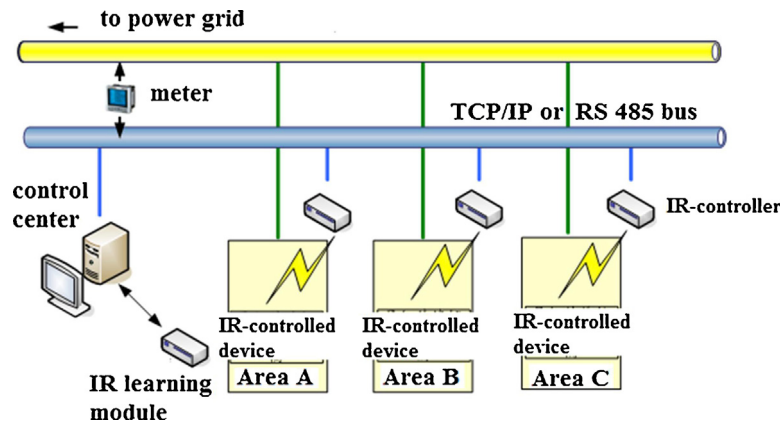 to power grid
meter
TCP/IP or RS 485 bus
control
center
IR-controller
IR-controlled
device
Area A
IR-controlled
device
Area B
IR-controlled
device
Area C
IR learning
module